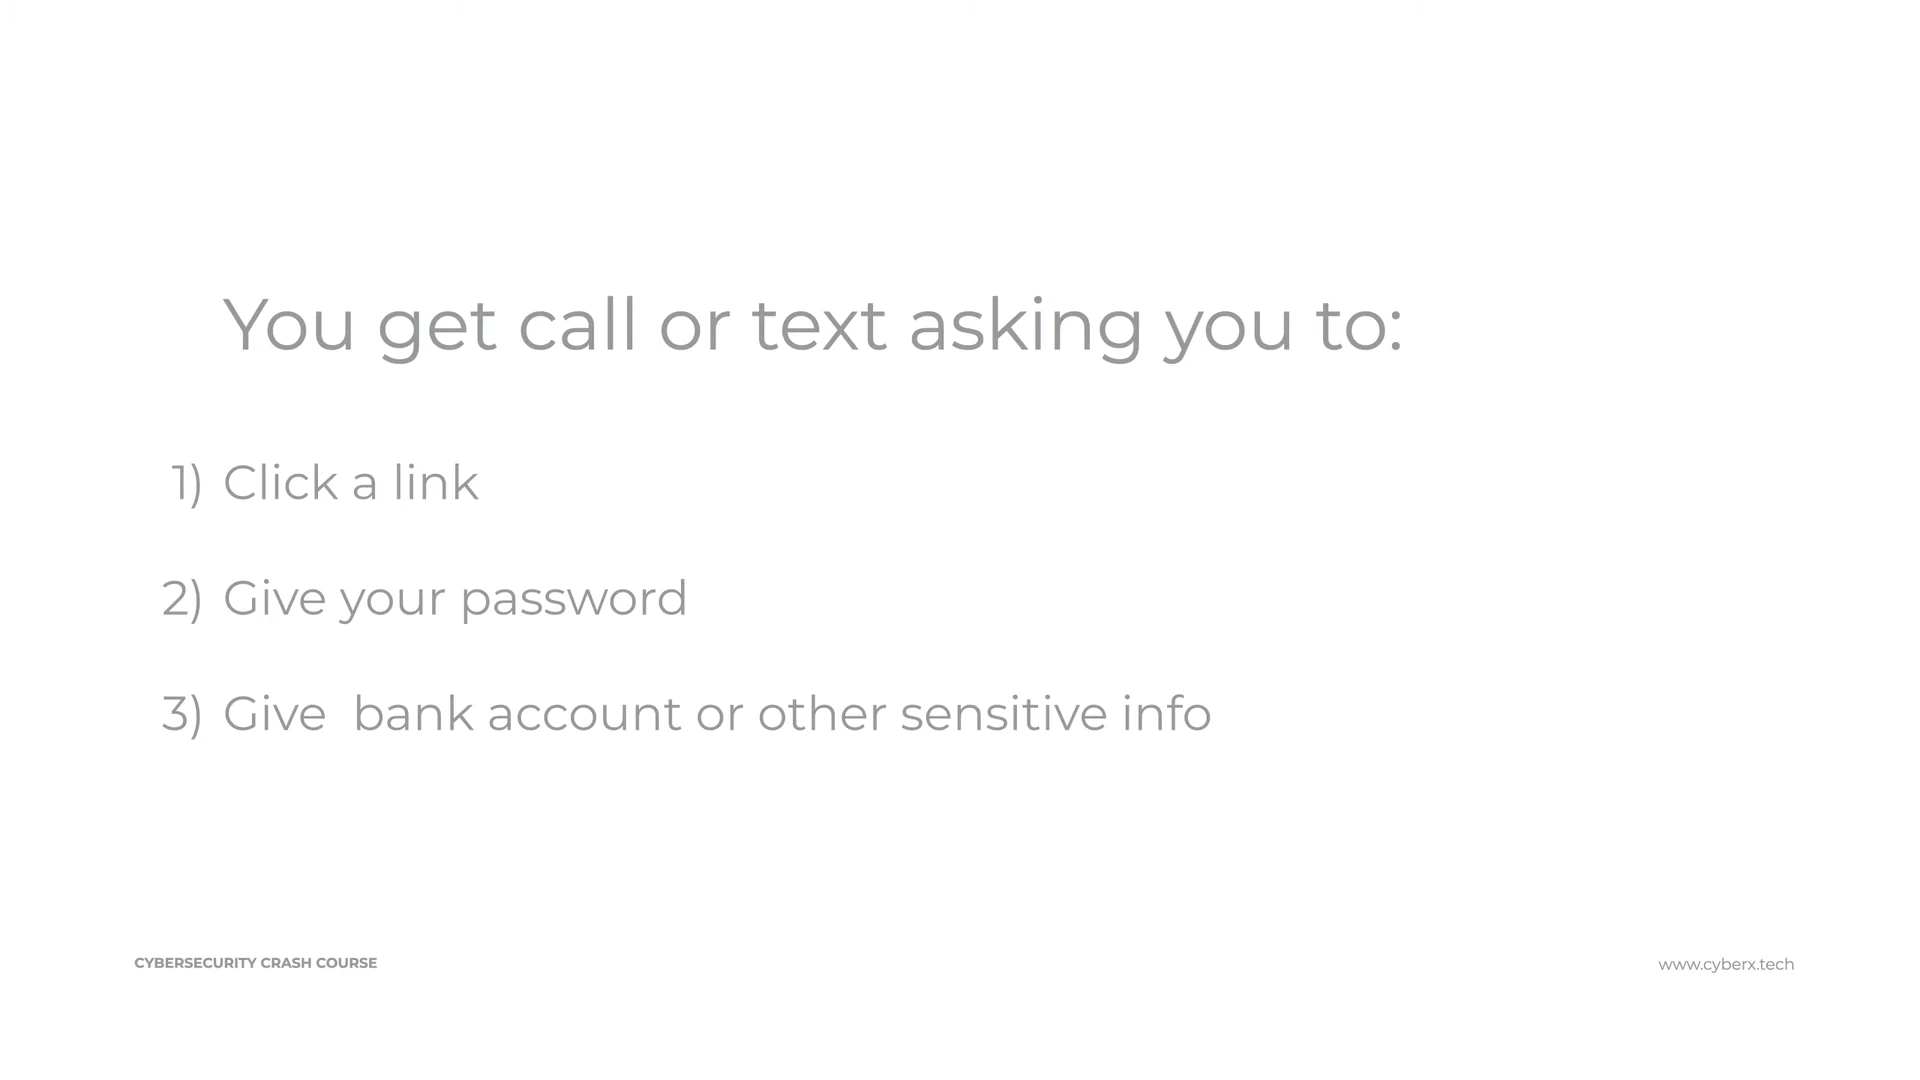 You get call or text asking you to:
1) Click a link
2) Give your password
3) Give  bank account or other sensitive info
CYBERSECURITY CRASH COURSE
www.cyberx.tech